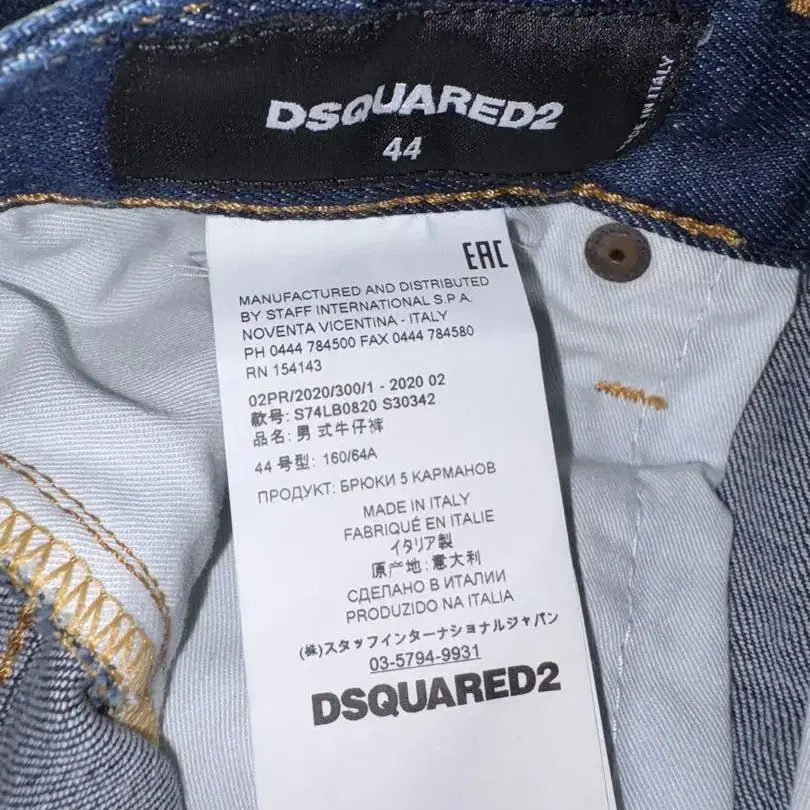 DSQUARED2
44
IN ITALY
EAC
MANUFACTURED AND DISTRIBUTED
BY STAFF INTERNATIONAL S.P.A.
NOVENTA VICENTINA - ITALY
PH 0444 784500 FAX 0444 784580
RN 154143
02PR/2020/300/1 - 2020 02
款号: S74LB0820 S30342
品名: 男 式牛仔裤
44 号型: 160/64A
ПРОДУКТ: БРЮКИ 5 КАРМАНОВ
MADE IN ITALY
FABRIQUÉ EN ITALIE
イタリア製
原产地: 意大利
СДЕЛАНО В ИТАЛИИ
PRODUZIDO NA ITALIA
(株)スタッフインターナショナルジャパン
03-5794-9931
DSQUARED2